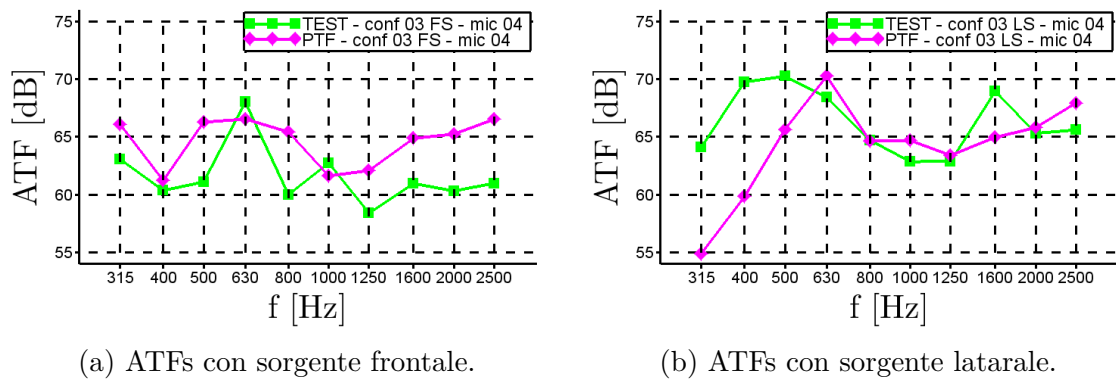 75
70
65
60
55
ATF [dB]
TEST - conf 03 FS - mic 04
PTF - conf 03 FS - mic 04
315 400 500 630 800 1000 1250 1600 2000 2500
f [Hz]
(a) ATFs con sorgente frontale.
75
70
65
60
55
ATF [dB]
TEST - conf 03 LS - mic 04
PTF - conf 03 LS - mic 04
315 400 500 630 800 1000 1250 1600 2000 2500
f [Hz]
(b) ATFs con sorgente latarale.